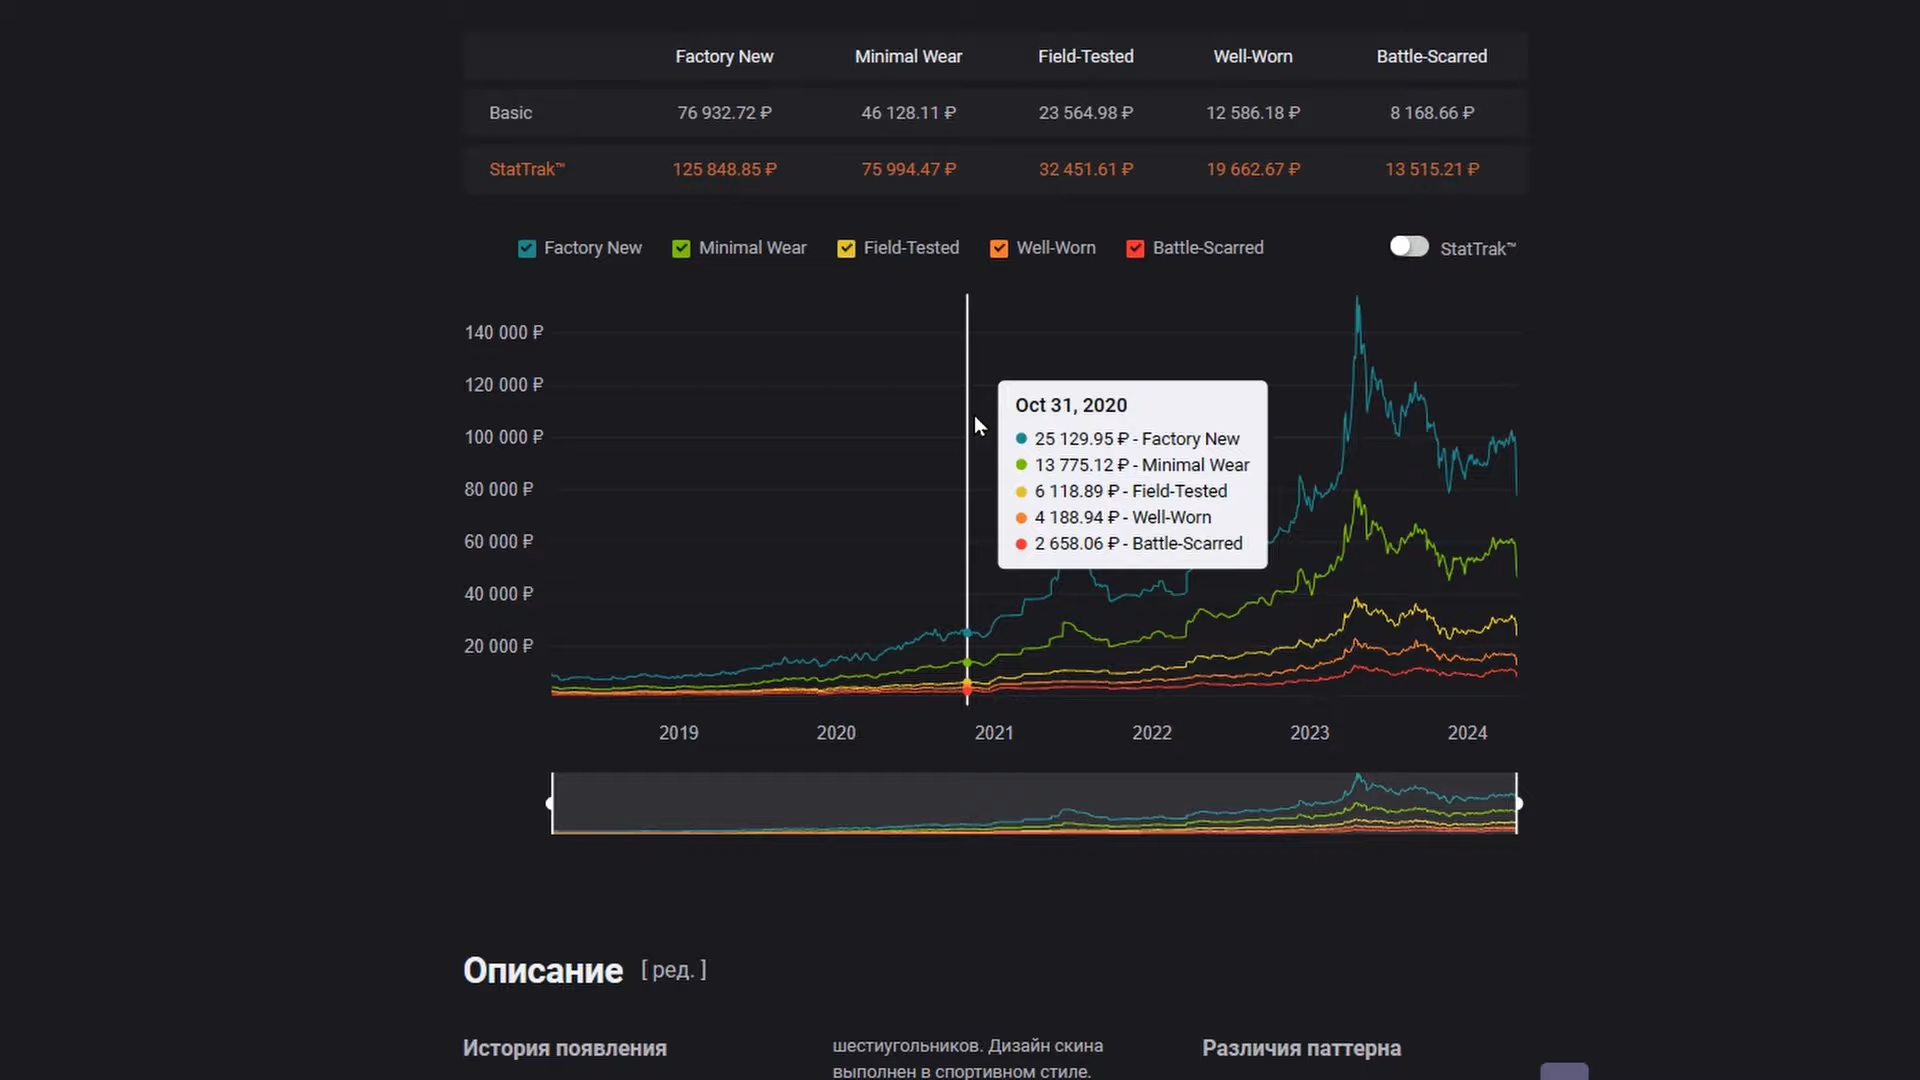 Factory New Minimal Wear Field-Tested Well-Worn Battle-Scarred
Basic 76 932.72 ₽ 46 128.11 ₽ 23 564.98 ₽ 12 586.18 ₽ 8 168.66 ₽
StatTrak™ 125 848.85 ₽ 75 994.47 ₽ 32 451.61 ₽ 19 662.67 ₽ 13 515.21 ₽
Factory New Minimal Wear Field-Tested Well-Worn Battle-Scarred StatTrak™
140 000 ₽
120 000 ₽
100 000 ₽
80 000 ₽
60 000 ₽
40 000 ₽
20 000 ₽
Oct 31, 2020
25 129.95 ₽ - Factory New
13 775.12 ₽ - Minimal Wear
6 118.89 ₽ - Field-Tested
4 188.94 ₽ - Well-Worn
2 658.06 ₽ - Battle-Scarred
2019 2020 2021 2022 2023 2024
Описание [ ред. ]
История появления
шестиугольников. Дизайн скина
выполнен в спортивном стиле.
Различия паттерна